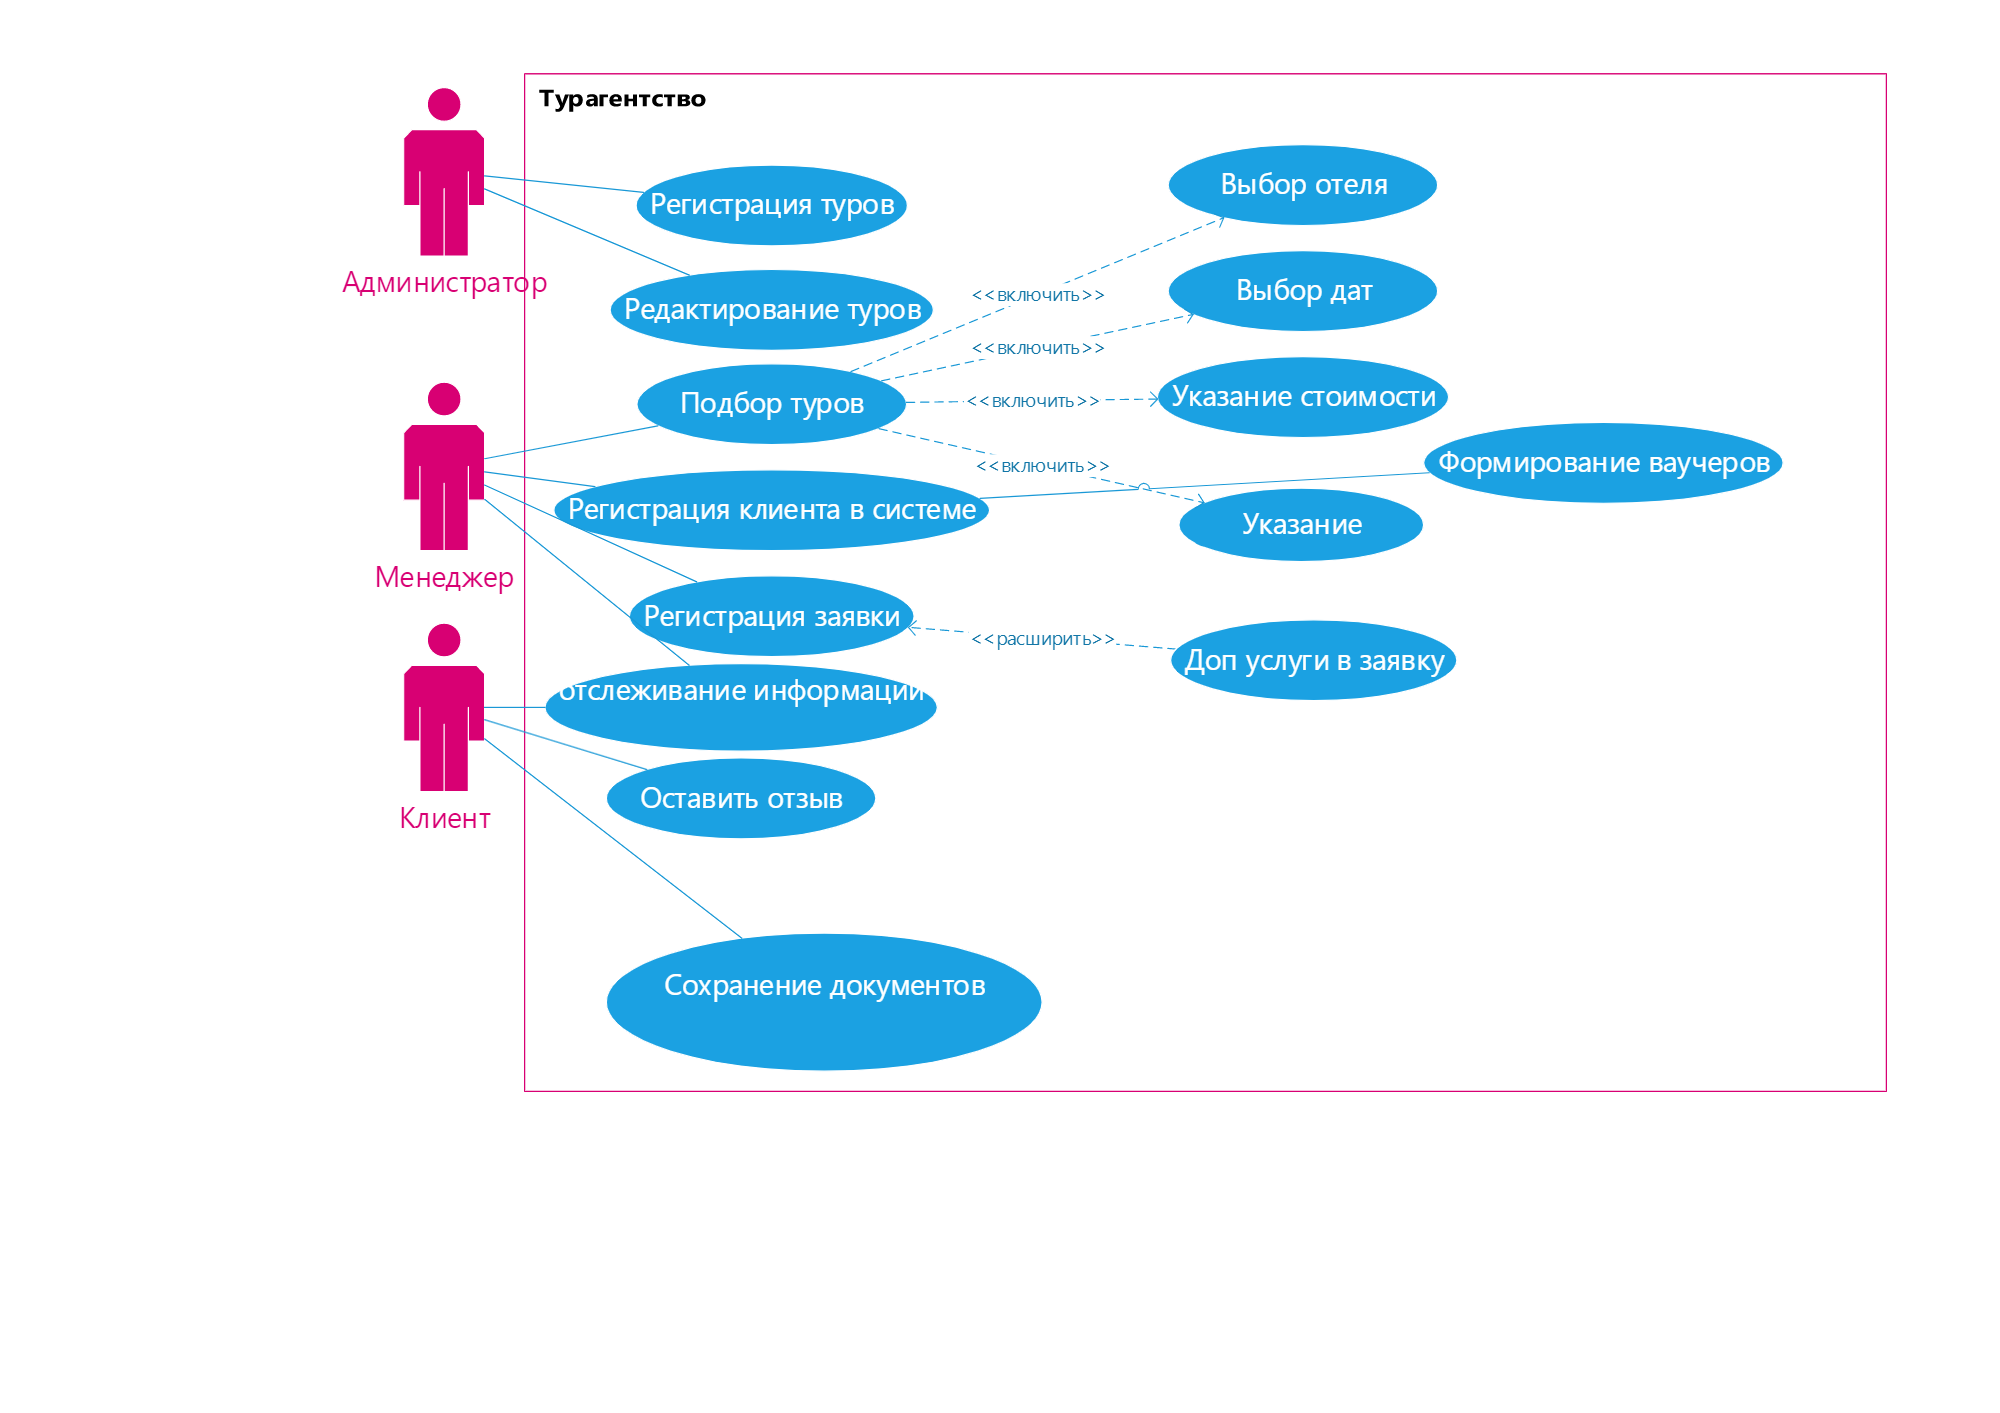 Турагентство
Администратор
Регистрация туров
Редактирование туров
Выбор отеля
<<включить>>
Выбор дат
<<включить>>
Подбор туров
<<включить>>
Указание стоимости
<<включить>>
Формирование ваучеров
Менеджер
Регистрация клиента в системе
Указание
Регистрация заявки
<<расширить>>
Доп услуги в заявку
отслеживание информации
Клиент
Оставить отзыв
Сохранение документов